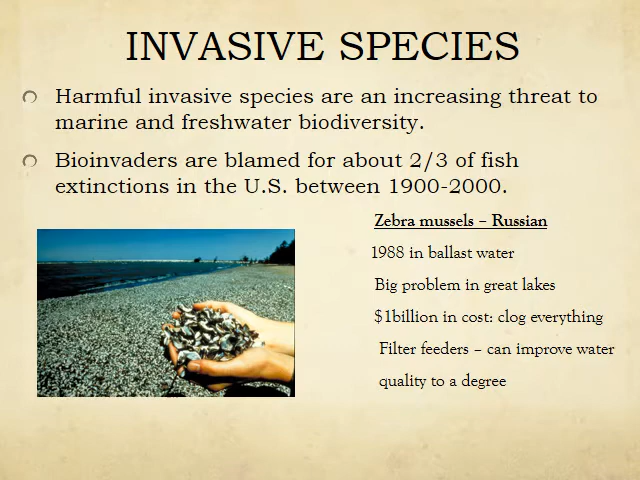 INVASIVE SPECIES
Harmful invasive species are an increasing threat to
marine and freshwater biodiversity.
Bioinvaders are blamed for about 2/3 of fish
extinctions in the U.S. between 1900-2000.
Zebra mussels – Russian
1988 in ballast water
Big problem in great lakes
$1billion in cost: clog everything
Filter feeders – can improve water
quality to a degree